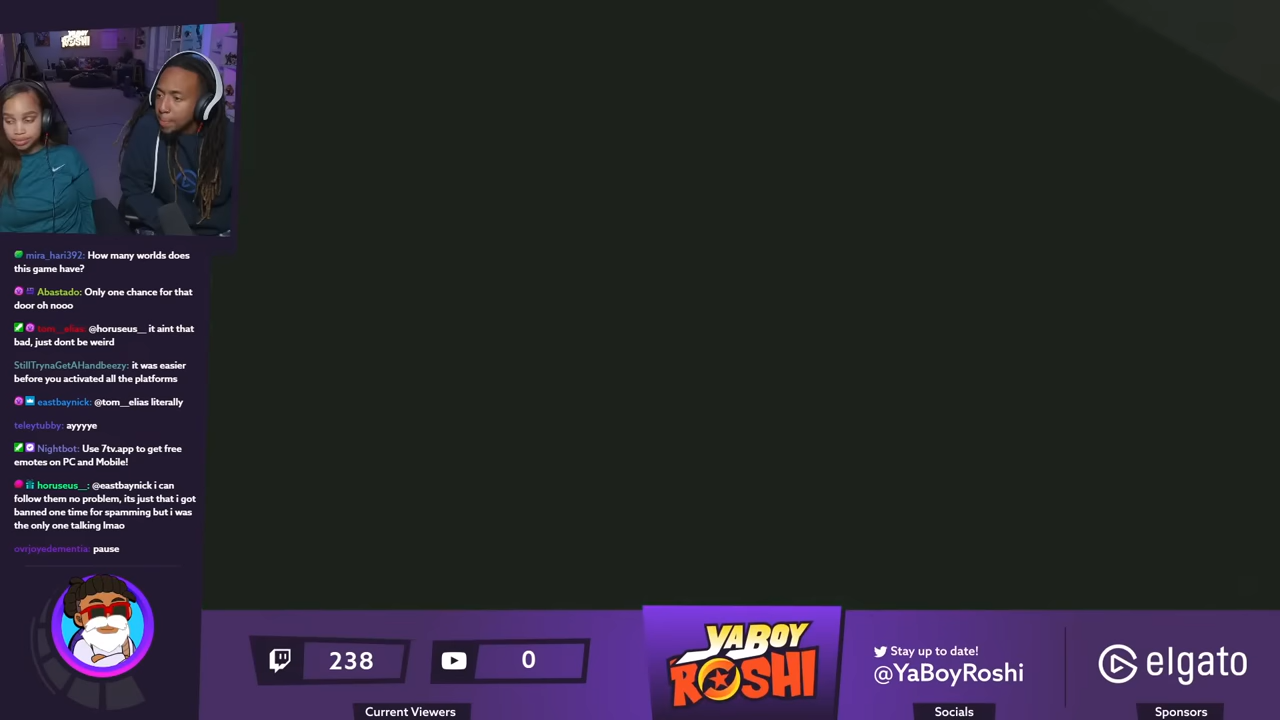 YABOY
ROSHI
mira_hari392: How many worlds does
this game have?
Abastado: Only one chance for that
door oh nooo
tom__elias: @horuseus__ it aint that
bad, just dont be weird
StillTrynaGetAHandbeezy: it was easier
before you activated all the platforms
eastbaynick: @tom__elias literally
teleytubby: ayyyye
Nightbot: Use 7tv.app to get free
emotes on PC and Mobile!
horuseus__: @eastbaynick i can
follow them no problem, its just that i got
banned one time for spamming but i was
the only one talking lmao
ovrjoyedementia: pause
238
0
Current Viewers
YABOY
ROSHI
Stay up to date!
@YaBoyRoshi
Socials
elgato
Sponsors